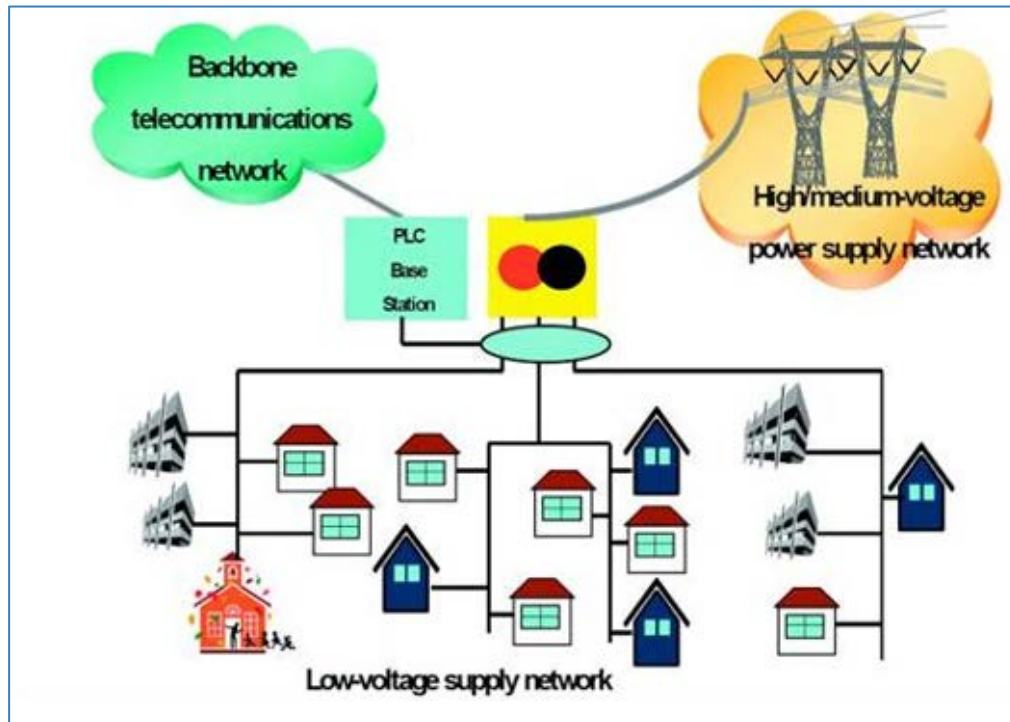 Backbone
telecommunications
network
High/medium-voltage
power supply network
PLC
Base
Station
Low-voltage supply network